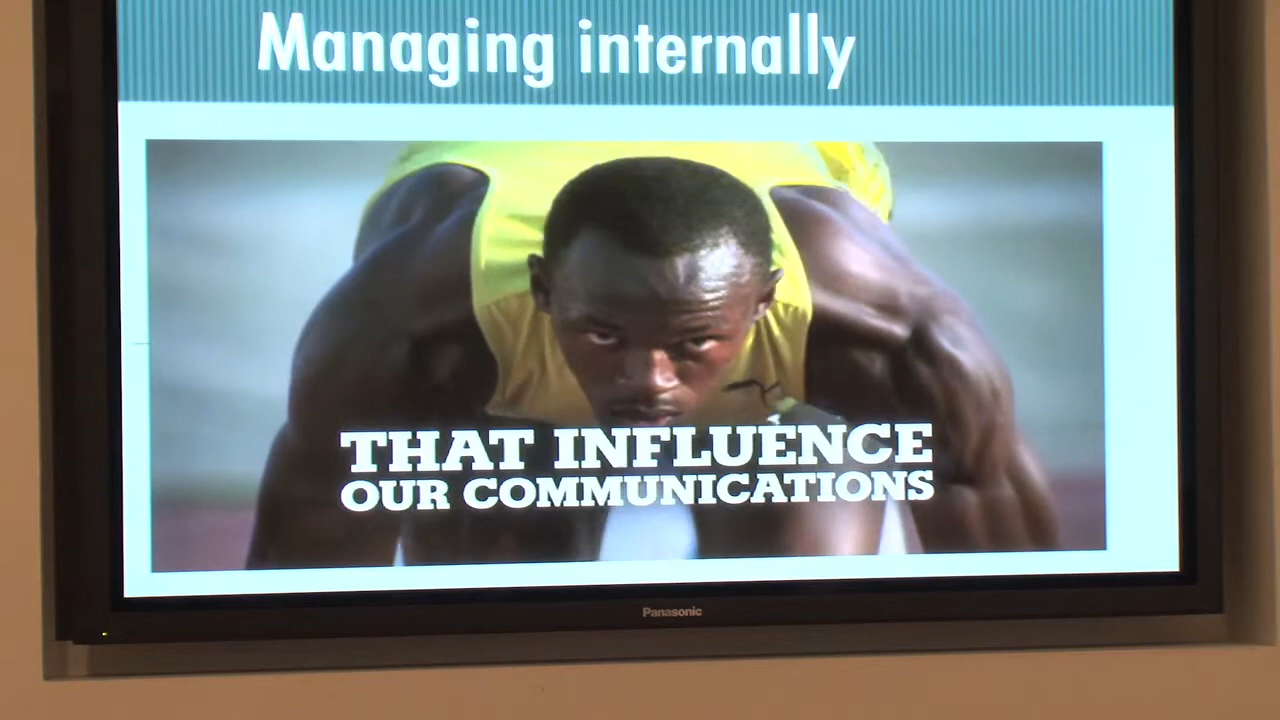 Managing internally
THAT INFLUENCE
OUR COMMUNICATIONS
Panasonic